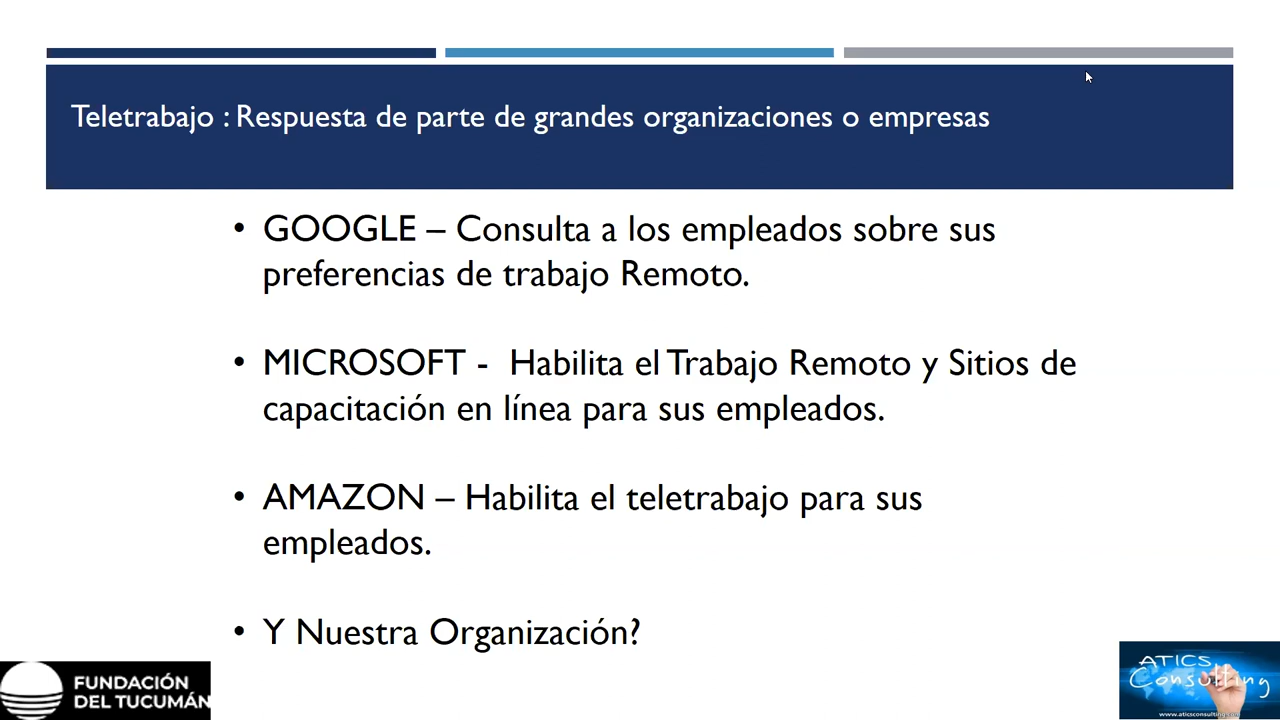 Teletrabajo : Respuesta de parte de grandes organizaciones o empresas
• GOOGLE – Consulta a los empleados sobre sus
preferencias de trabajo Remoto.
• MICROSOFT -  Habilita el Trabajo Remoto y Sitios de
capacitación en línea para sus empleados.
• AMAZON – Habilita el teletrabajo para sus
empleados.
• Y Nuestra Organización?
FUNDACIÓN
DEL TUCUMÁN
ATICS
Consulting